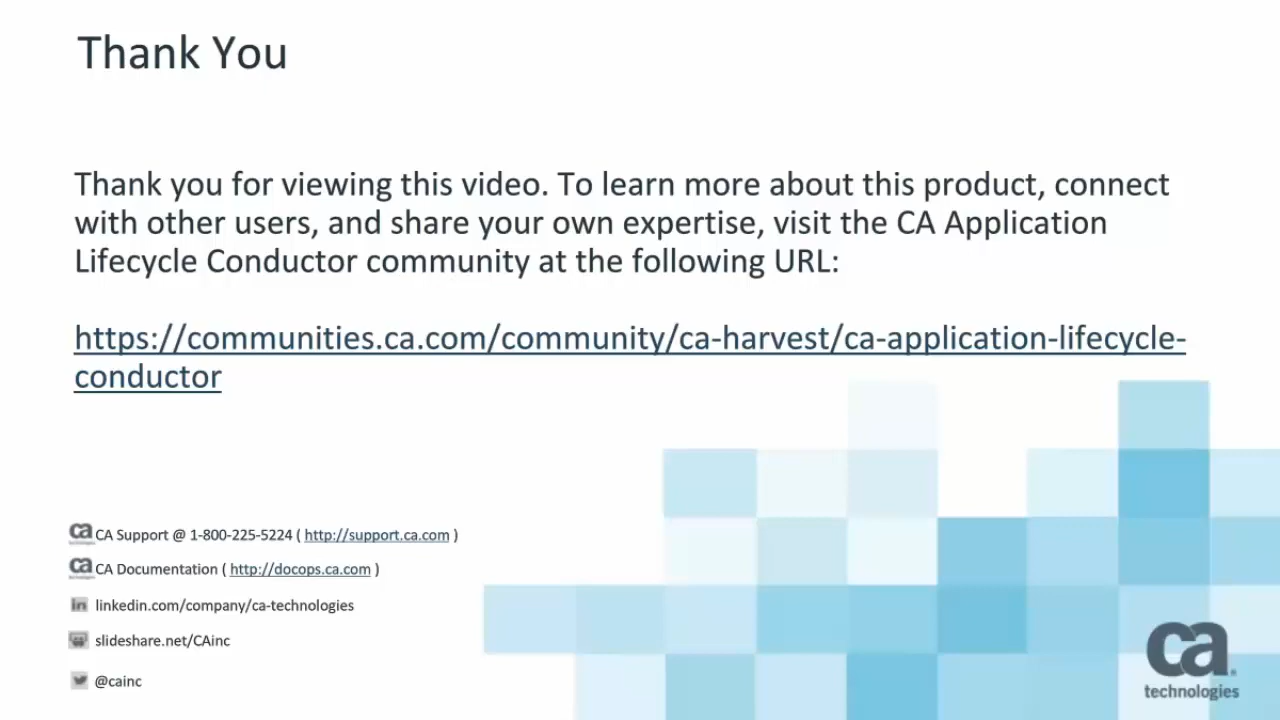 Thank You
Thank you for viewing this video. To learn more about this product, connect
with other users, and share your own expertise, visit the CA Application
Lifecycle Conductor community at the following URL:
https://communities.ca.com/community/ca-harvest/ca-application-lifecycle-
conductor
ca CA Support @ 1-800-225-5224 ( http://support.ca.com )
ca CA Documentation ( http://docops.ca.com )
in linkedin.com/company/ca-technologies
slideshare.net/CAinc
@cainc
ca
technologies